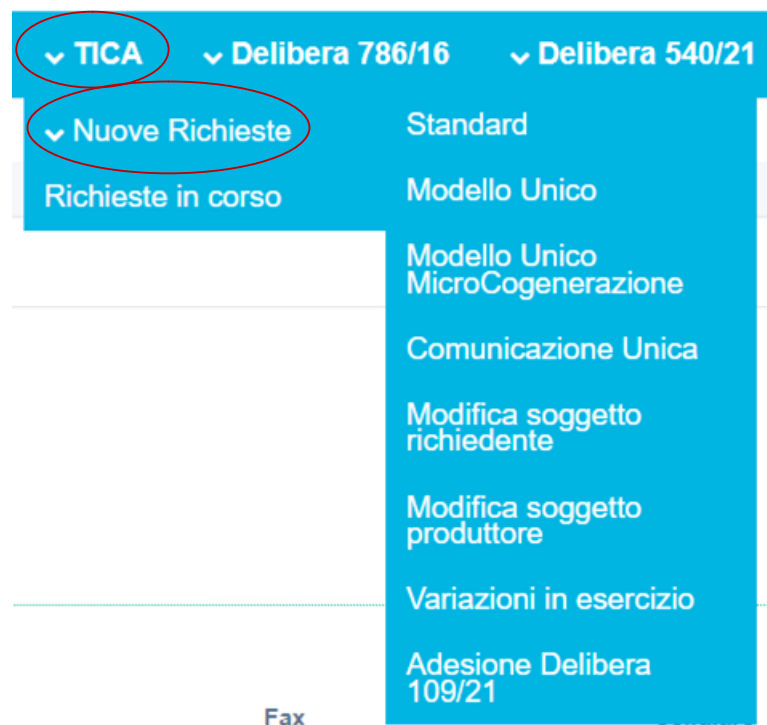 TICA Delibera 786/16 Delibera 540/21
Nuove Richieste
Richieste in corso
Standard
Modello Unico
Modello Unico
MicroCogenerazione
Comunicazione Unica
Modifica soggetto
richiedente
Modifica soggetto
produttore
Variazioni in esercizio
Adesione Delibera
109/21
Fax